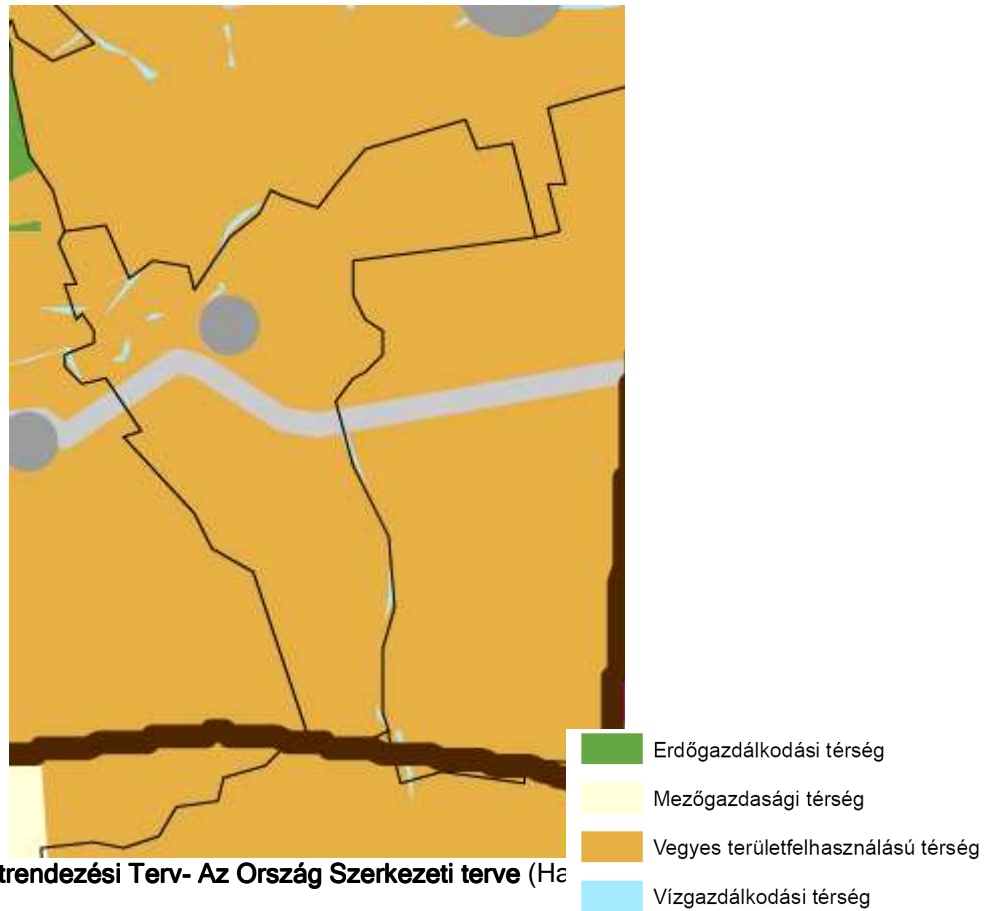 Erdőgazdálkodási térség
Mezőgazdasági térség
Vegyes területfelhasználású térség
trendezési Terv- Az Ország Szerkezeti terve (Ha
Vízgazdálkodási térség